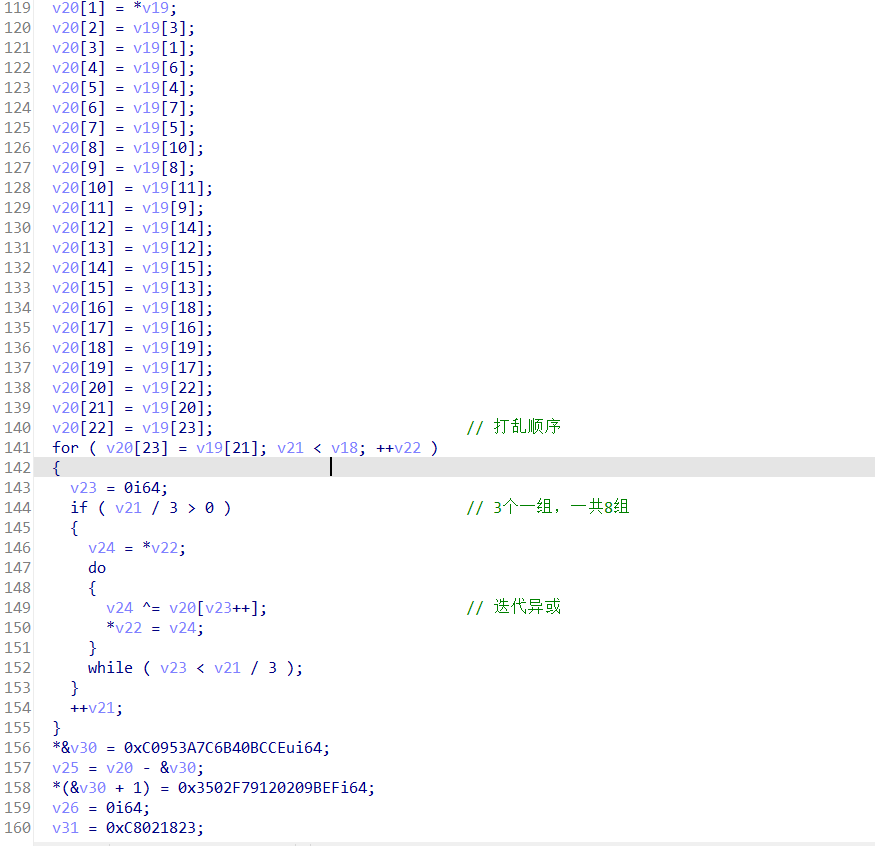 119 v20[1] = *v19;
120 v20[2] = v19[3];
121 v20[3] = v19[1];
122 v20[4] = v19[6];
123 v20[5] = v19[4];
124 v20[6] = v19[7];
125 v20[7] = v19[5];
126 v20[8] = v19[10];
127 v20[9] = v19[8];
128 v20[10] = v19[11];
129 v20[11] = v19[9];
130 v20[12] = v19[14];
131 v20[13] = v19[12];
132 v20[14] = v19[15];
133 v20[15] = v19[13];
134 v20[16] = v19[18];
135 v20[17] = v19[16];
136 v20[18] = v19[19];
137 v20[19] = v19[17];
138 v20[20] = v19[22];
139 v20[21] = v19[20];
140 v20[22] = v19[23]; // 打乱顺序
141 for ( v20[23] = v19[21]; v21 < v18; ++v22 )
142 {
143 v23 = 0i64;
144 if ( v21 / 3 > 0 ) // 3个一组，一共8组
145 {
146 v24 = *v22;
147 do
148 {
149 v24 ^= v20[v23++]; // 迭代异或
150 *v22 = v24;
151 }
152 while ( v23 < v21 / 3 );
153 }
154 ++v21;
155 }
156 *&v30 = 0xC0953A7C6B40BCCEui64;
157 v25 = v20 - &v30;
158 *(&v30 + 1) = 0x3502F79120209BEFi64;
159 v26 = 0i64;
160 v31 = 0xC8021823;